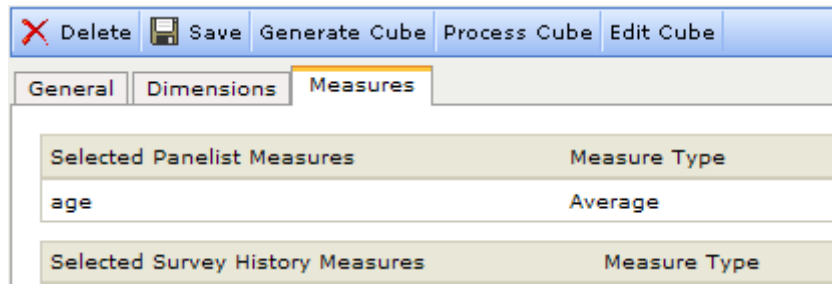 Delete Save Generate Cube Process Cube Edit Cube
General Dimensions Measures
Selected Panelist Measures Measure Type
age Average
Selected Survey History Measures Measure Type